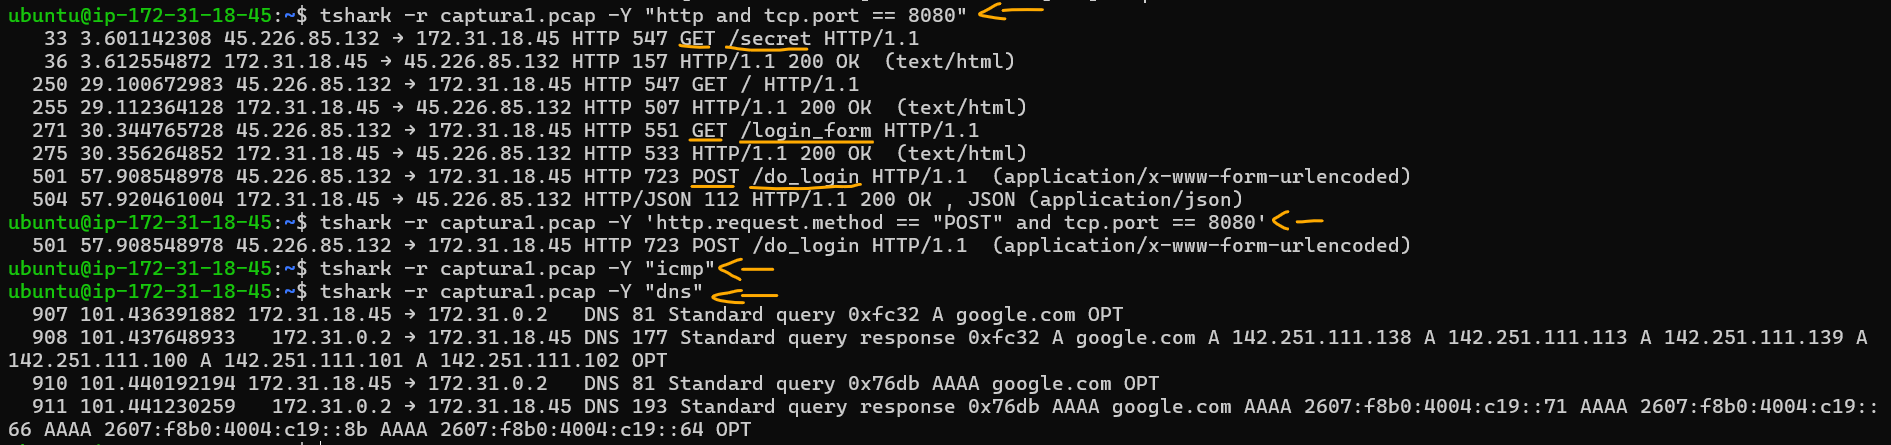 ubuntu@ip-172-31-18-45:~$ tshark -r captura1.pcap -Y "http and tcp.port == 8080"
33 3.601142308 45.226.85.132 → 172.31.18.45 HTTP 547 GET /secret HTTP/1.1
36 3.612554872 172.31.18.45 → 45.226.85.132 HTTP 157 HTTP/1.1 200 OK  (text/html)
250 29.100672983 45.226.85.132 → 172.31.18.45 HTTP 547 GET / HTTP/1.1
255 29.112364128 172.31.18.45 → 45.226.85.132 HTTP 507 HTTP/1.1 200 OK  (text/html)
271 30.344765728 45.226.85.132 → 172.31.18.45 HTTP 551 GET /login_form HTTP/1.1
275 30.356264852 172.31.18.45 → 45.226.85.132 HTTP 533 HTTP/1.1 200 OK  (text/html)
501 57.908548978 45.226.85.132 → 172.31.18.45 HTTP 723 POST /do_login HTTP/1.1  (application/x-www-form-urlencoded)
504 57.920461004 172.31.18.45 → 45.226.85.132 HTTP/JSON 112 HTTP/1.1 200 OK , JSON (application/json)
ubuntu@ip-172-31-18-45:~$ tshark -r captura1.pcap -Y 'http.request.method == "POST" and tcp.port == 8080'
501 57.908548978 45.226.85.132 → 172.31.18.45 HTTP 723 POST /do_login HTTP/1.1  (application/x-www-form-urlencoded)
ubuntu@ip-172-31-18-45:~$ tshark -r captura1.pcap -Y "icmp"
ubuntu@ip-172-31-18-45:~$ tshark -r captura1.pcap -Y "dns"
907 101.436391882 172.31.18.45 → 172.31.0.2   DNS 81 Standard query 0xfc32 A google.com OPT
908 101.437648933   172.31.0.2 → 172.31.18.45 DNS 177 Standard query response 0xfc32 A google.com A 142.251.111.138 A 142.251.111.113 A 142.251.111.139 A
142.251.111.100 A 142.251.111.101 A 142.251.111.102 OPT
910 101.440192194 172.31.18.45 → 172.31.0.2   DNS 81 Standard query 0x76db AAAA google.com OPT
911 101.441230259   172.31.0.2 → 172.31.18.45 DNS 193 Standard query response 0x76db AAAA google.com AAAA 2607:f8b0:4004:c19::71 AAAA 2607:f8b0:4004:c19::
66 AAAA 2607:f8b0:4004:c19::8b AAAA 2607:f8b0:4004:c19::64 OPT